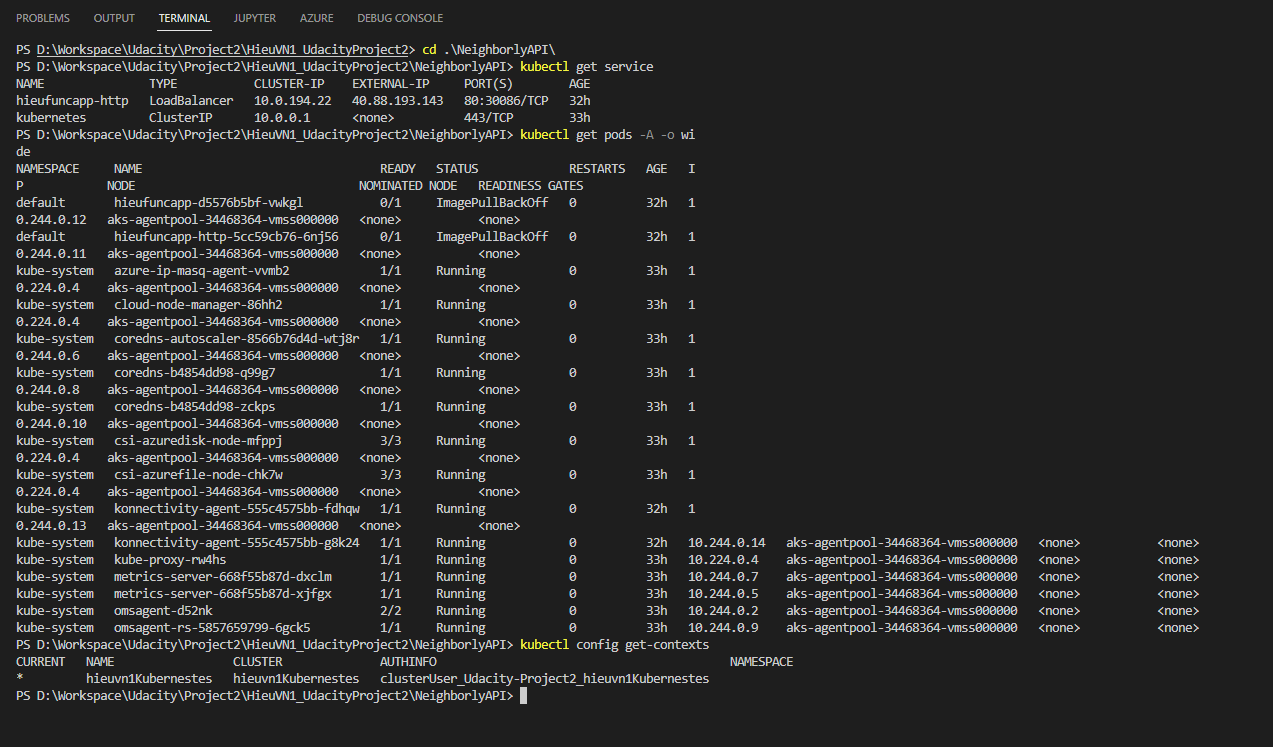 PROBLEMS OUTPUT TERMINAL JUPYTER AZURE DEBUG CONSOLE
PS D:\Workspace\Udacity\Project2\HieuVN1_UdacityProject2> cd .\NeighborlyAPI\
PS D:\Workspace\Udacity\Project2\HieuVN1_UdacityProject2\NeighborlyAPI> kubectl get service
NAME TYPE CLUSTER-IP EXTERNAL-IP PORT(S) AGE
hieufuncapp-http LoadBalancer 10.0.194.22 40.88.193.143 80:30086/TCP 32h
kubernetes ClusterIP 10.0.0.1 <none> 443/TCP 33h
PS D:\Workspace\Udacity\Project2\HieuVN1_UdacityProject2\NeighborlyAPI> kubectl get pods -A -o wi
de
NAMESPACE NAME READY STATUS RESTARTS AGE I
P NODE NOMINATED NODE READINESS GATES
default hieufuncapp-d5576b5bf-vwkgl 0/1 ImagePullBackOff 0 32h 1
0.244.0.12 aks-agentpool-34468364-vmss000000 <none> <none>
default hieufuncapp-http-5cc59cb76-6nj56 0/1 ImagePullBackOff 0 32h 1
0.244.0.11 aks-agentpool-34468364-vmss000000 <none> <none>
kube-system azure-ip-masq-agent-vvmb2 1/1 Running 0 33h 1
0.224.0.4 aks-agentpool-34468364-vmss000000 <none> <none>
kube-system cloud-node-manager-86hh2 1/1 Running 0 33h 1
0.224.0.4 aks-agentpool-34468364-vmss000000 <none> <none>
kube-system coredns-autoscaler-8566b76d4d-wtj8r 1/1 Running 0 33h 1
0.244.0.6 aks-agentpool-34468364-vmss000000 <none> <none>
kube-system coredns-b4854dd98-q99g7 1/1 Running 0 33h 1
0.244.0.8 aks-agentpool-34468364-vmss000000 <none> <none>
kube-system coredns-b4854dd98-zckps 1/1 Running 0 33h 1
0.244.0.10 aks-agentpool-34468364-vmss000000 <none> <none>
kube-system csi-azuredisk-node-mfppj 3/3 Running 0 33h 1
0.224.0.4 aks-agentpool-34468364-vmss000000 <none> <none>
kube-system csi-azurefile-node-chk7w 3/3 Running 0 33h 1
0.224.0.4 aks-agentpool-34468364-vmss000000 <none> <none>
kube-system konnectivity-agent-555c4575bb-fdhqw 1/1 Running 0 32h 1
0.244.0.13 aks-agentpool-34468364-vmss000000 <none> <none>
kube-system konnectivity-agent-555c4575bb-g8k24 1/1 Running 0 32h 10.244.0.14 aks-agentpool-34468364-vmss000000 <none> <none>
kube-system kube-proxy-rw4hs 1/1 Running 0 33h 10.224.0.4 aks-agentpool-34468364-vmss000000 <none> <none>
kube-system metrics-server-668f55b87d-dxclm 1/1 Running 0 33h 10.244.0.7 aks-agentpool-34468364-vmss000000 <none> <none>
kube-system metrics-server-668f55b87d-xjfgx 1/1 Running 0 33h 10.244.0.5 aks-agentpool-34468364-vmss000000 <none> <none>
kube-system omsagent-d52nk 2/2 Running 0 33h 10.244.0.2 aks-agentpool-34468364-vmss000000 <none> <none>
kube-system omsagent-rs-5857659799-6gck5 1/1 Running 0 33h 10.244.0.9 aks-agentpool-34468364-vmss000000 <none> <none>
PS D:\Workspace\Udacity\Project2\HieuVN1_UdacityProject2\NeighborlyAPI> kubectl config get-contexts
CURRENT NAME CLUSTER AUTHINFO NAMESPACE
* hieuvn1Kubernestes hieuvn1Kubernestes clusterUser_Udacity-Project2_hieuvn1Kubernestes
PS D:\Workspace\Udacity\Project2\HieuVN1_UdacityProject2\NeighborlyAPI>